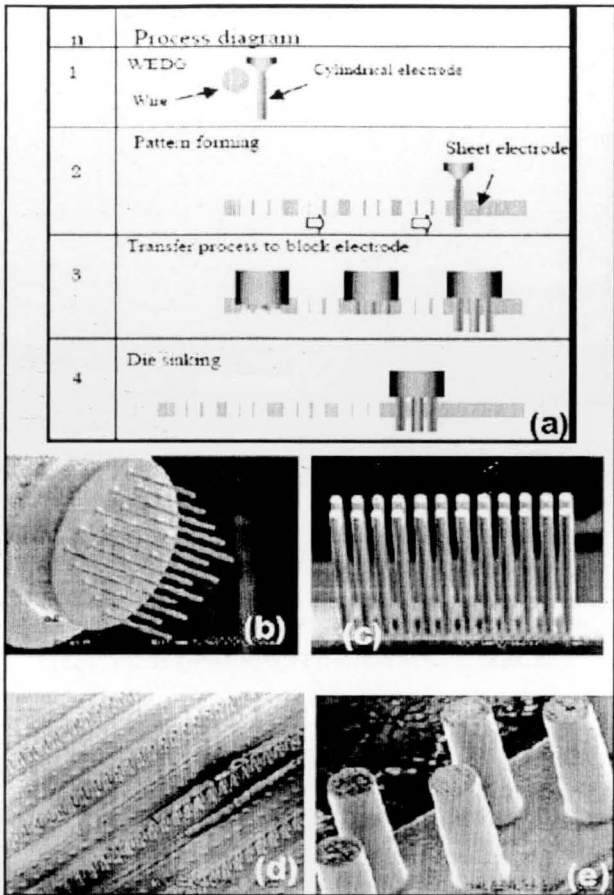 n Process diagram
1 WEDG
Cylindrical electrode
Wire
Pattern forming
2 Sheet electrode
Transfer process to block electrode
3
Die sinking
4
(a)
(b) (c)
(d) (e)